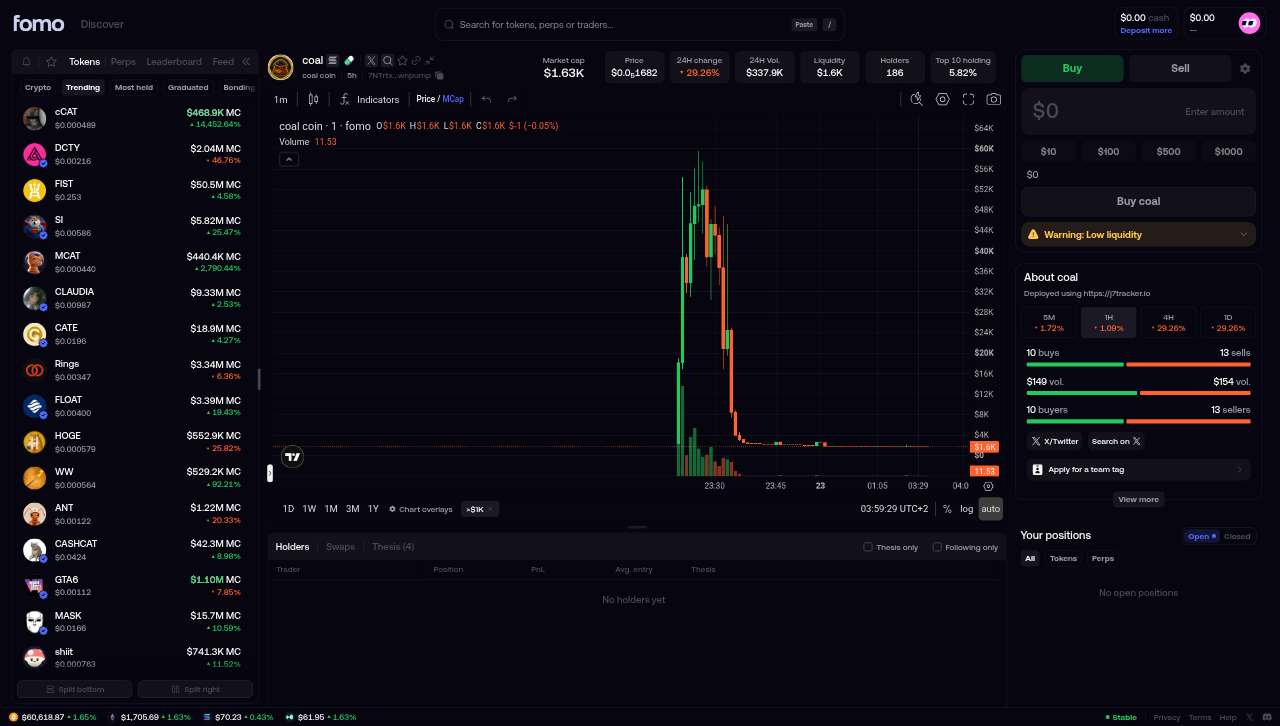 fomo
Discover
Search for tokens, perps or traders...
Paste
/
$0.00 cash
Deposit more
$0.00
—
Tokens Perps Leaderboard Feed
Crypto Trending Most held Graduated Bonding
cCAT $468.9K MC
$0.000489 14,452.64%
DCTY $2.04M MC
$0.00216 46.76%
FIST $50.5M MC
$0.253 4.58%
SI $5.82M MC
$0.00586 25.47%
MCAT $440.4K MC
$0.000440 2,790.44%
CLAUDIA $9.33M MC
$0.00987 2.53%
CATE $18.9M MC
$0.0196 4.27%
Rings $3.34M MC
$0.00347 6.36%
FLOAT $3.39M MC
$0.00400 19.43%
HOGE $552.9K MC
$0.000579 25.82%
WW $529.2K MC
$0.000564 92.21%
ANT $1.22M MC
$0.00122 20.33%
CASHCAT $42.3M MC
$0.0424 8.98%
GTA6 $1.10M MC
$0.00112 7.85%
MASK $15.7M MC
$0.0166 10.59%
shiit $741.3K MC
$0.000763 11.52%
Split bottom Split right
coal
coal coin 5h 7NTrtx...wnpump
Market cap
$1.63K
Price
$0.0₅1682
24H change
29.26%
24H Vol.
$337.9K
Liquidity
$1.6K
Holders
186
Top 10 holding
5.82%
1m Indicators Price / MCap
coal coin · 1 · fomo O$1.6K H$1.6K L$1.6K C$1.6K $-1 (−0.05%)
Volume 11.53
$64K
$60K
$56K
$52K
$48K
$44K
$40K
$36K
$32K
$28K
$24K
$20K
$16K
$12K
$8K
$4K
$1.6K
$0
11.53
23:30 23:45 23 01:05 03:29 04:0
1D 1W 1M 3M 1Y Chart overlays >$1K
03:59:29 UTC+2 % log auto
Holders Swaps Thesis (4)
Thesis only Following only
Trader Position PnL Avg. entry Thesis
No holders yet
Buy Sell
$0 Enter amount
$10 $100 $500 $1000
$0
Buy coal
Warning: Low liquidity
About coal
Deployed using https://j7tracker.io
5M 1H 4H 1D
1.72% 1.09% 29.26% 29.26%
10 buys 13 sells
$149 vol. $154 vol.
10 buyers 13 sellers
X/Twitter Search on X
Apply for a team tag
View more
Your positions Open Closed
All Tokens Perps
No open positions
$60,618.87 1.65% $1,705.69 1.63% $70.23 0.43% $61.95 1.63%
Stable Privacy Terms Help